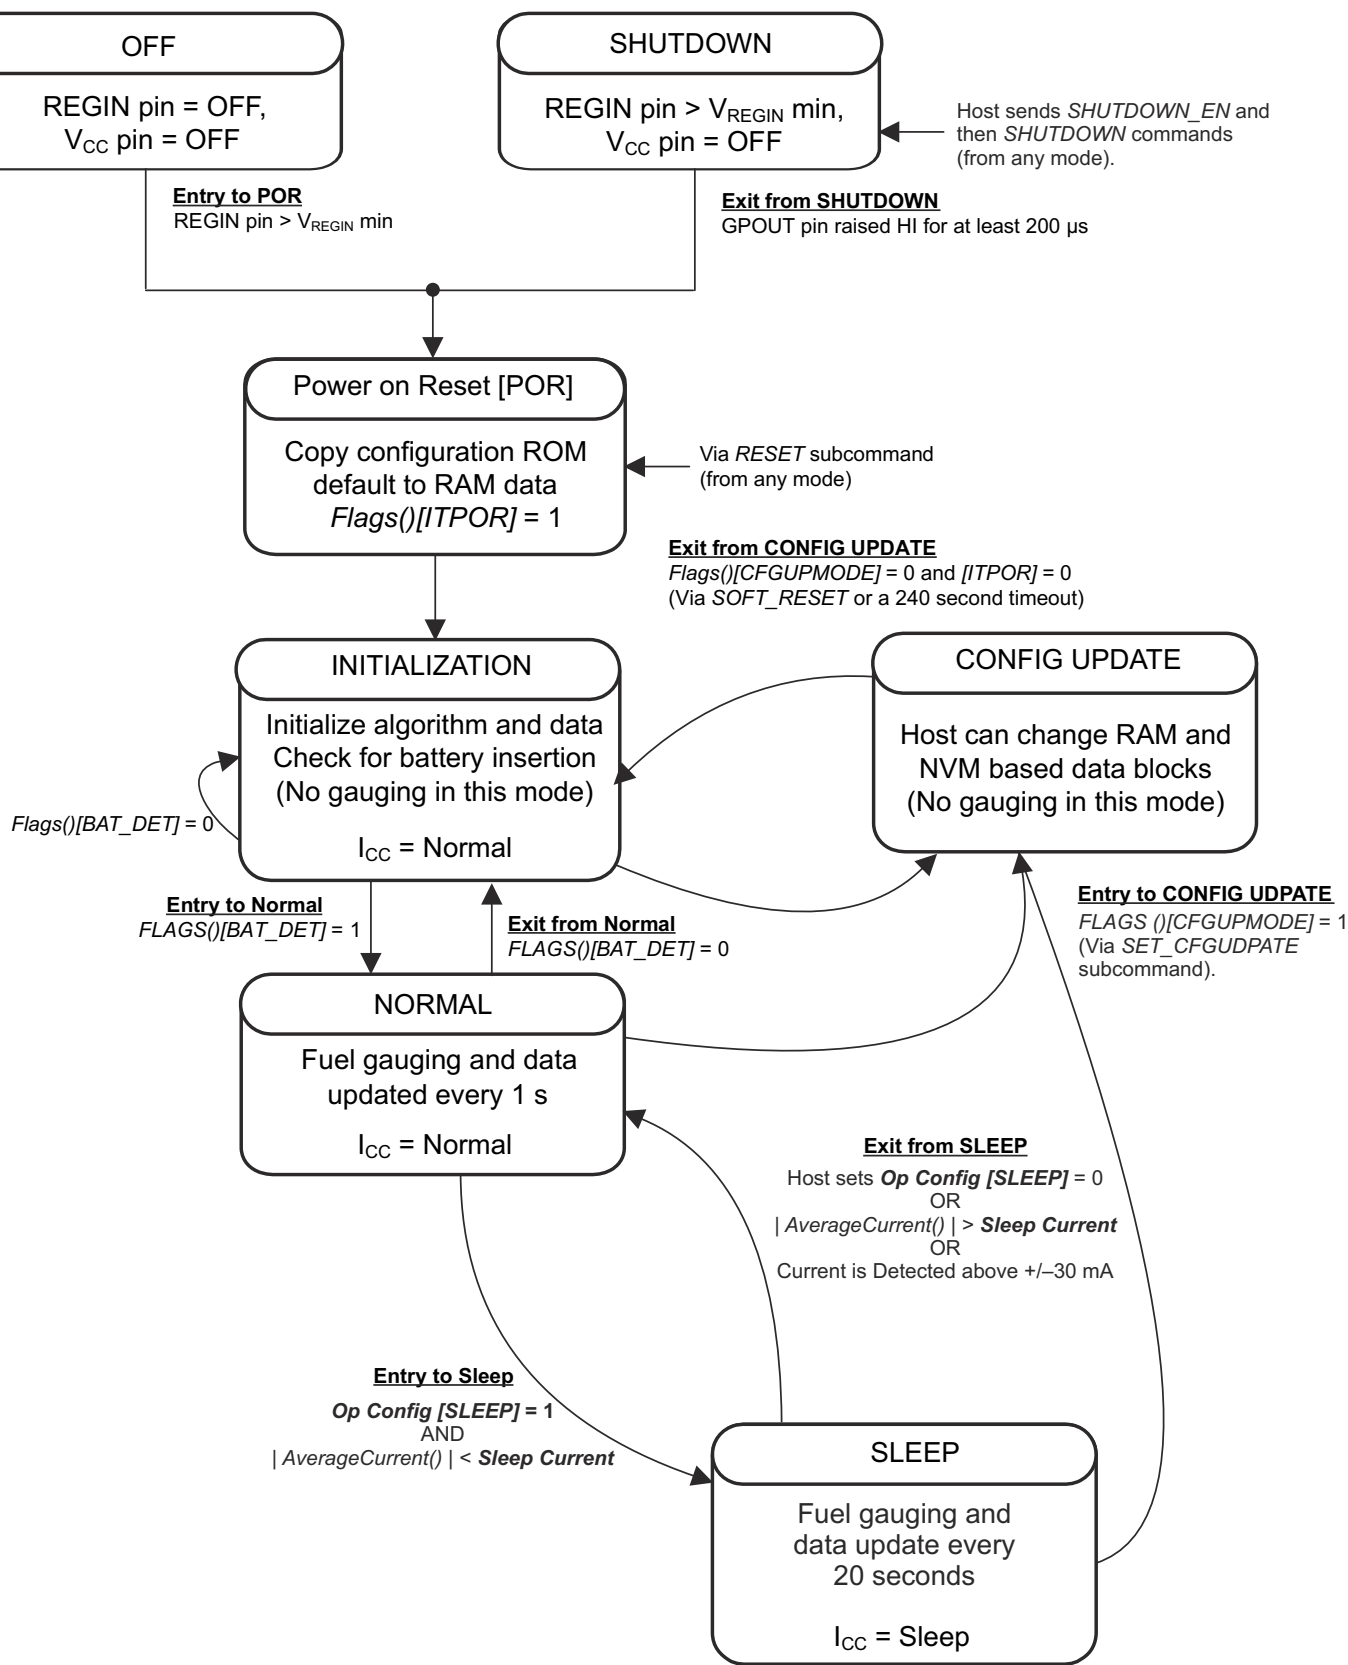 OFF
REGIN pin = OFF,
VCC pin = OFF
SHUTDOWN
REGIN pin > VREGIN min,
VCC pin = OFF
Host sends SHUTDOWN_EN and
then SHUTDOWN commands
(from any mode).
Entry to POR
REGIN pin > VREGIN min
Exit from SHUTDOWN
GPOUT pin raised HI for at least 200 µs
Power on Reset [POR]
Copy configuration ROM
default to RAM data
Flags()[ITPOR] = 1
Via RESET subcommand
(from any mode)
Exit from CONFIG UPDATE
Flags()[CFGUPMODE] = 0 and [ITPOR] = 0
(Via SOFT_RESET or a 240 second timeout)
INITIALIZATION
Initialize algorithm and data
Check for battery insertion
(No gauging in this mode)
ICC = Normal
Flags()[BAT_DET] = 0
CONFIG UPDATE
Host can change RAM and
NVM based data blocks
(No gauging in this mode)
Entry to Normal
FLAGS()[BAT_DET] = 1
Exit from Normal
FLAGS()[BAT_DET] = 0
Entry to CONFIG UDPATE
FLAGS ()[CFGUPMODE] = 1
(Via SET_CFGUDPATE
subcommand).
NORMAL
Fuel gauging and data
updated every 1 s
ICC = Normal
Exit from SLEEP
Host sets Op Config [SLEEP] = 0
OR
| AverageCurrent() | > Sleep Current
OR
Current is Detected above +/–30 mA
Entry to Sleep
Op Config [SLEEP] = 1
AND
| AverageCurrent() | < Sleep Current
SLEEP
Fuel gauging and
data update every
20 seconds
ICC = Sleep